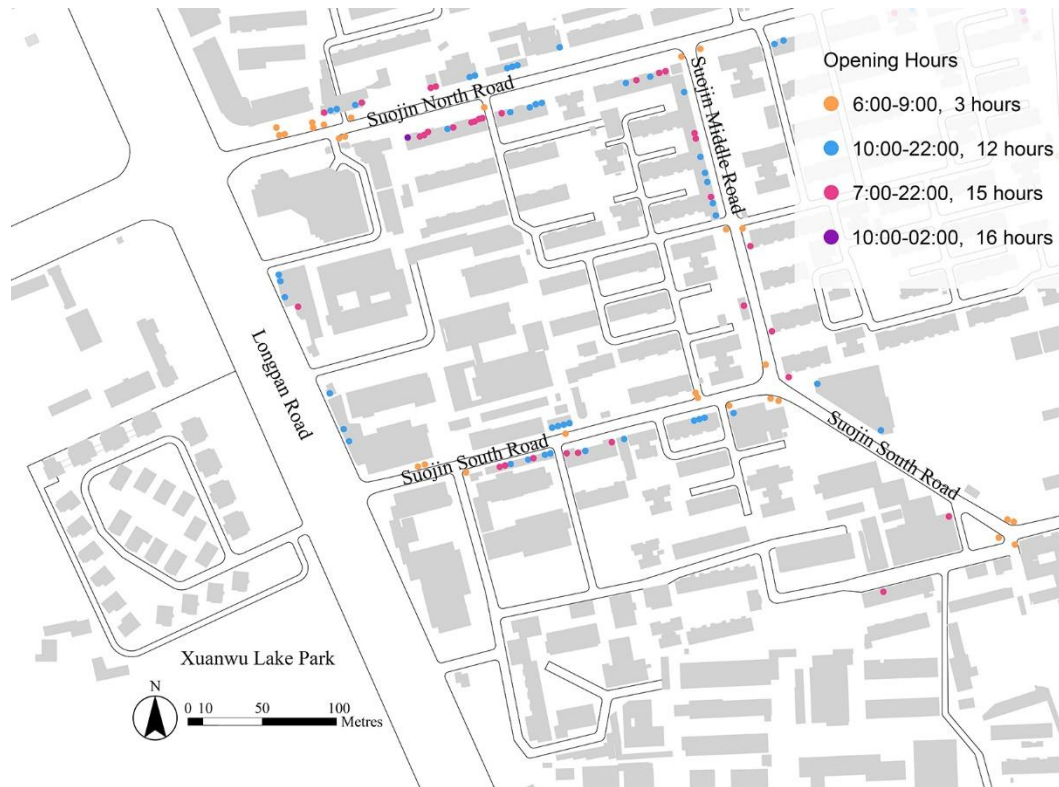 Opening Hours
6:00-9:00, 3 hours
10:00-22:00, 12 hours
7:00-22:00, 15 hours
10:00-02:00, 16 hours
Suojin North Road
Suojin Middle Road
Longpan Road
Suojin South Road
Suojin South Road
Xuanwu Lake Park
N
0 10 50 100
Metres